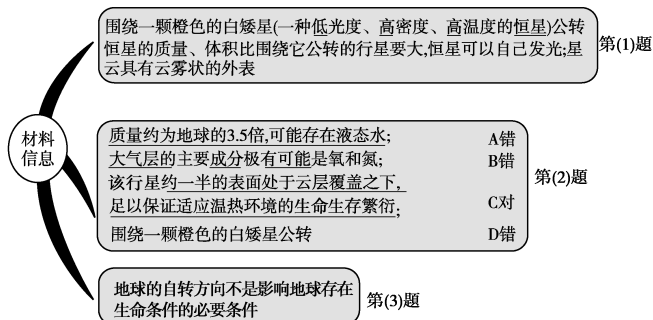 围绕一颗橙色的白矮星(一种低光度、高密度、高温度的恒星)公转
恒星的质量、体积比围绕它公转的行星要大,恒星可以自己发光;星
云具有云雾状的外表
第(1)题
材料
信息
质量约为地球的3.5倍,可能存在液态水; A错
大气层的主要成分极有可能是氧和氮; B错
该行星约一半的表面处于云层覆盖之下,
足以保证适应温热环境的生命生存繁衍; C对
围绕一颗橙色的白矮星公转 D错
第(2)题
地球的自转方向不是影响地球存在
生命条件的必要条件
第(3)题